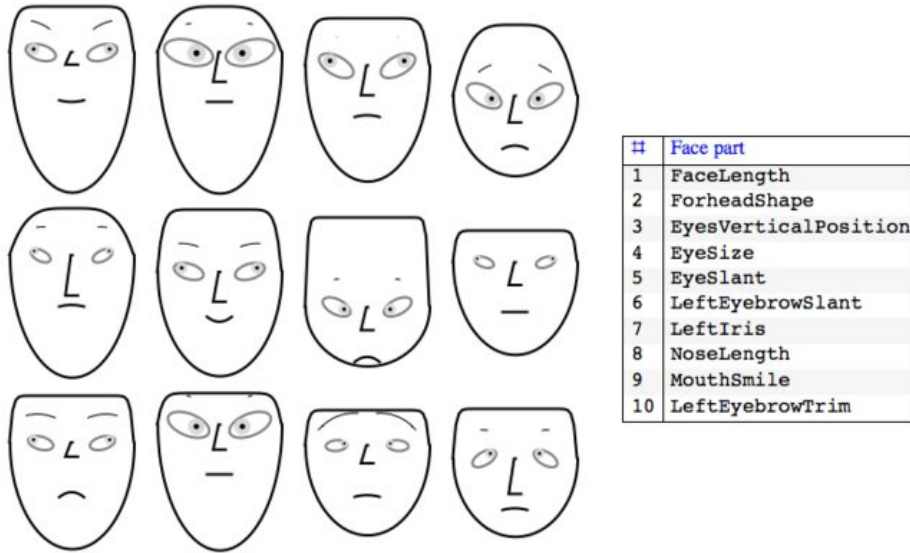 # Face part
1 FaceLength
2 ForheadShape
3 EyesVerticalPosition
4 EyeSize
5 EyeSlant
6 LeftEyebrowSlant
7 LeftIris
8 NoseLength
9 MouthSmile
10 LeftEyebrowTrim